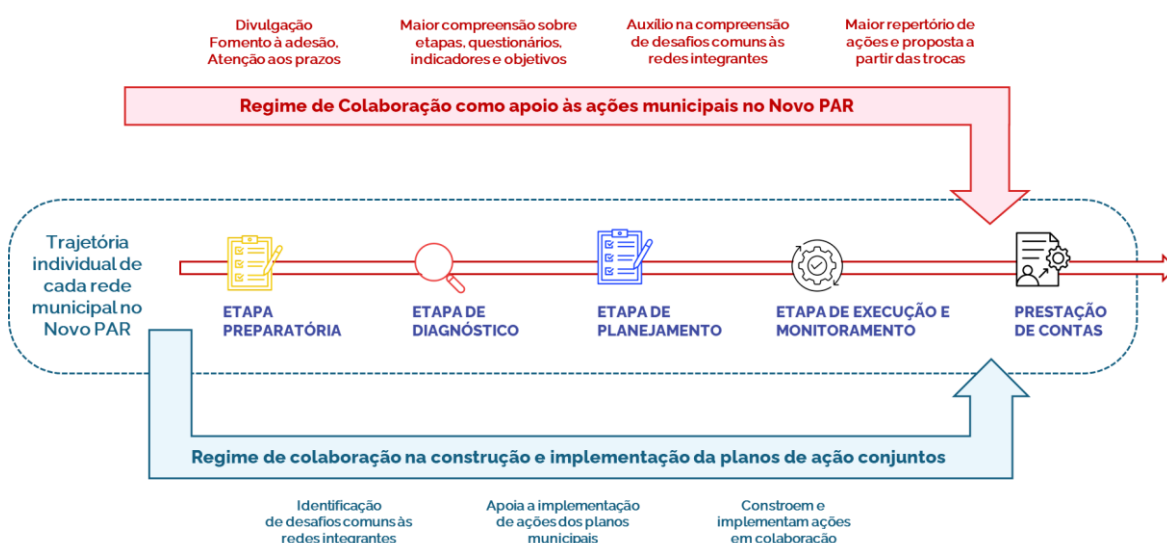 Divulgação
Fomento à adesão,
Atenção aos prazos
Maior compreensão sobre
etapas, questionários,
indicadores e objetivos
Auxílio na compreensão
de desafios comuns às
redes integrantes
Maior repertório de
ações e proposta a
partir das trocas
Regime de Colaboração como apoio às ações municipais no Novo PAR
Trajetória
individual de
cada rede
municipal no
Novo PAR
ETAPA
PREPARATÓRIA
ETAPA DE
DIAGNÓSTICO
ETAPA DE
PLANEJAMENTO
ETAPA DE EXECUÇÃO E
MONITORAMENTO
PRESTAÇÃO
DE CONTAS
Regime de colaboração na construção e implementação da planos de ação conjuntos
Identificação
de desafios comuns às
redes integrantes
Apoia a implementação
de ações dos planos
municipais
Constroem e
implementam ações
em colaboração